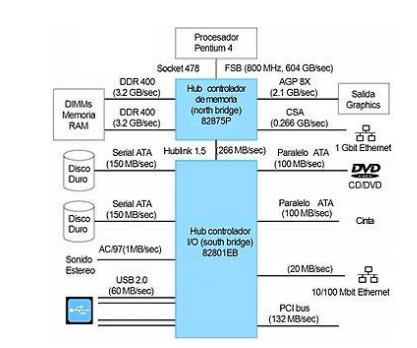 Procesador
Pentium 4
Socket 478
FSB (800 MHz, 604 GB/sec)
DDR 400
(3.2 GB/sec)
Hub controlador
de memoria
(north bridge)
82875P
AGP 8X
(2.1 GB/sec)
Salida
Graphics
DIMMs
Memoria
RAM
DDR 400
(3.2 GB/sec)
CSA
(0.266 GB/sec)
1 Gbit Ethernet
Serial ATA
(150 MB/sec)
Hublink 1.5
266 MB/sec)
Paralelo ATA
(100 MB/sec)
Disco
Duro
DVD
CD/DVD
Serial ATA
(150 MB/sec)
Paralelo ATA
(100 MB/sec)
Disco
Duro
Hub controlador
I/O (south bridge)
82801EB
Cinta
AC/97(1MB/sec)
Sonido
Estereo
(20 MB/sec)
10/100 Mbit Ethernet
USB 2.0
(60 MB/sec)
PCI bus
(132 MB/sec)